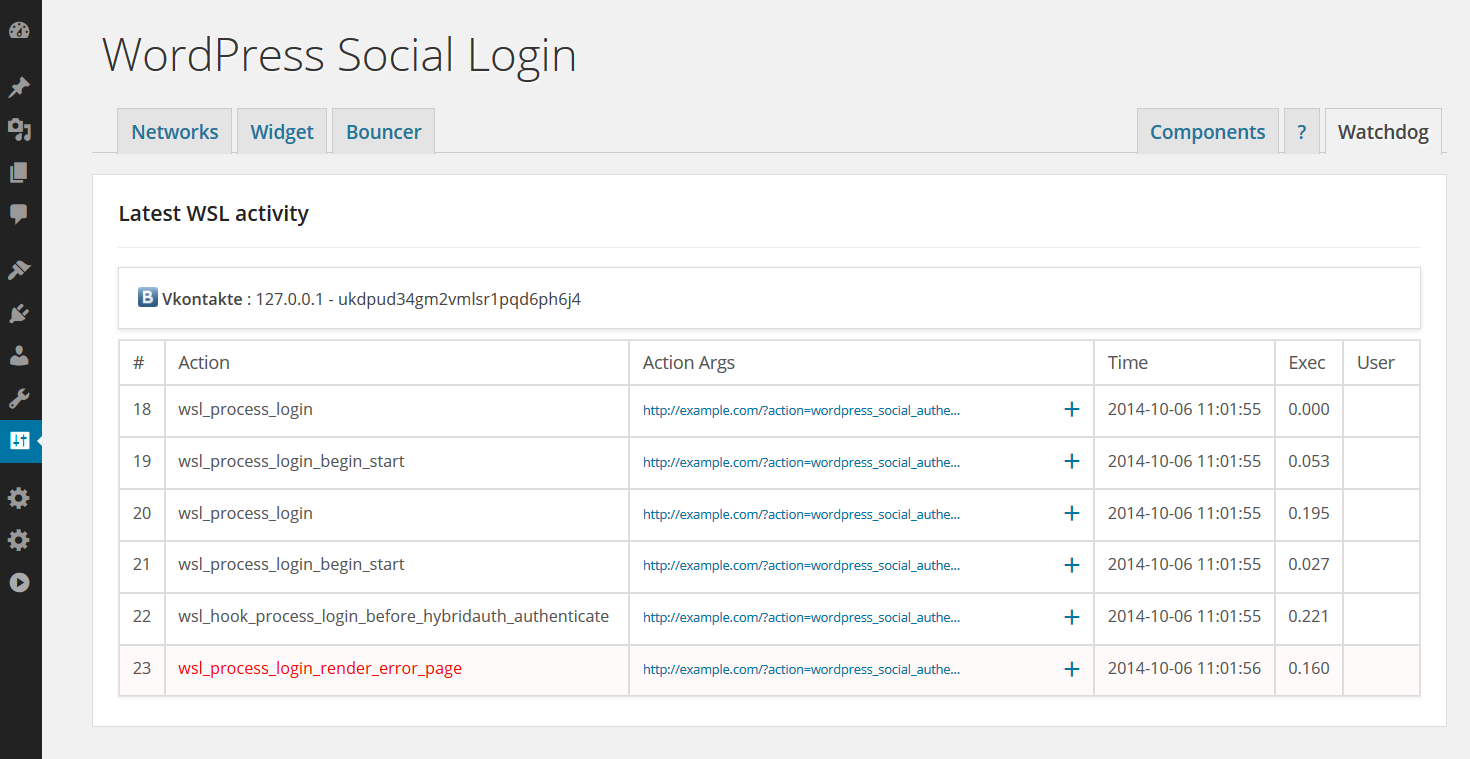 WordPress Social Login
Networks Widget Bouncer Components ? Watchdog
Latest WSL activity
B Vkontakte : 127.0.0.1 - ukdpud34gm2vmlsr1pqd6ph6j4
# Action Action Args Time Exec User
18 wsl_process_login http://example.com/?action=wordpress_social_authe... + 2014-10-06 11:01:55 0.000
19 wsl_process_login_begin_start http://example.com/?action=wordpress_social_authe... + 2014-10-06 11:01:55 0.053
20 wsl_process_login http://example.com/?action=wordpress_social_authe... + 2014-10-06 11:01:55 0.195
21 wsl_process_login_begin_start http://example.com/?action=wordpress_social_authe... + 2014-10-06 11:01:55 0.027
22 wsl_hook_process_login_before_hybridauth_authenticate http://example.com/?action=wordpress_social_authe... + 2014-10-06 11:01:55 0.221
23 wsl_process_login_render_error_page http://example.com/?action=wordpress_social_authe... + 2014-10-06 11:01:56 0.160